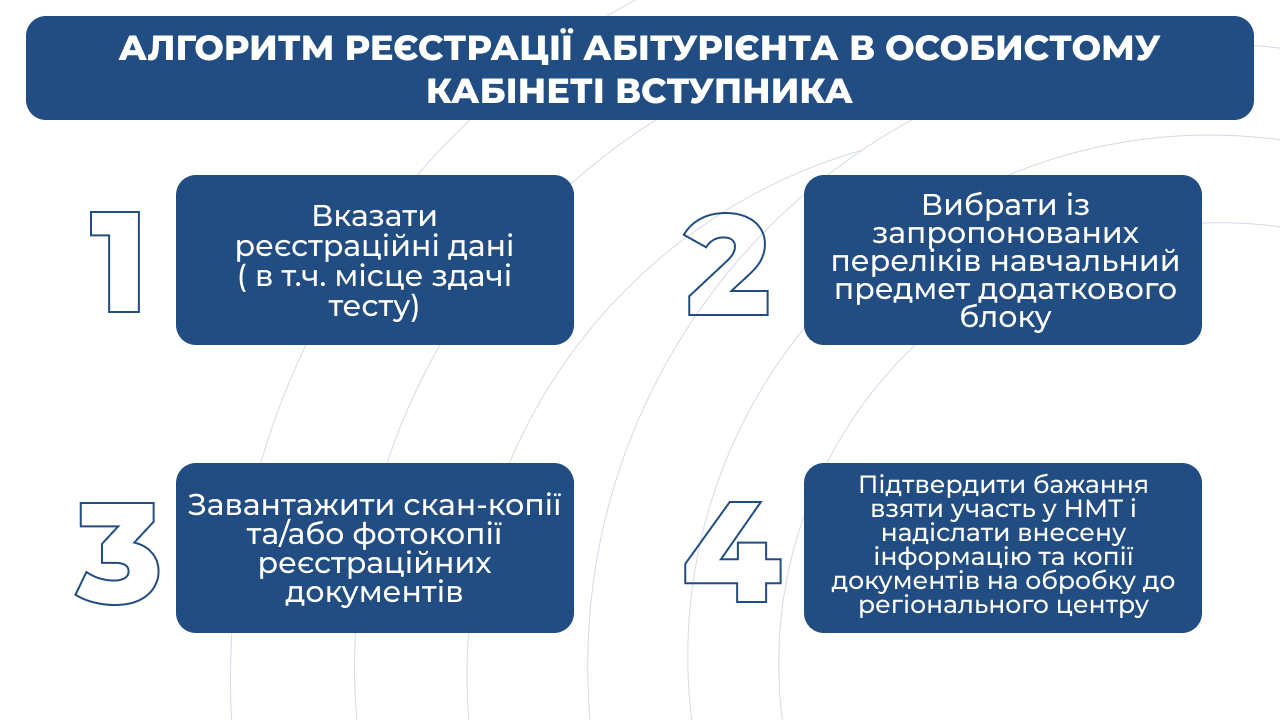 АЛГОРИТМ РЕЄСТРАЦІЇ АБІТУРІЄНТА В ОСОБИСТОМУ
КАБІНЕТІ ВСТУПНИКА
1
Вказати
реєстраційні дані
( в т.ч. місце здачі
тесту)
2
Вибрати із
запропонованих
переліків навчальний
предмет додаткового
блоку
3
Завантажити скан-копії
та/або фотокопії
реєстраційних
документів
4
Підтвердити бажання
взяти участь у НМТ і
надіслати внесену
інформацію та копії
документів на обробку до
регіонального центру